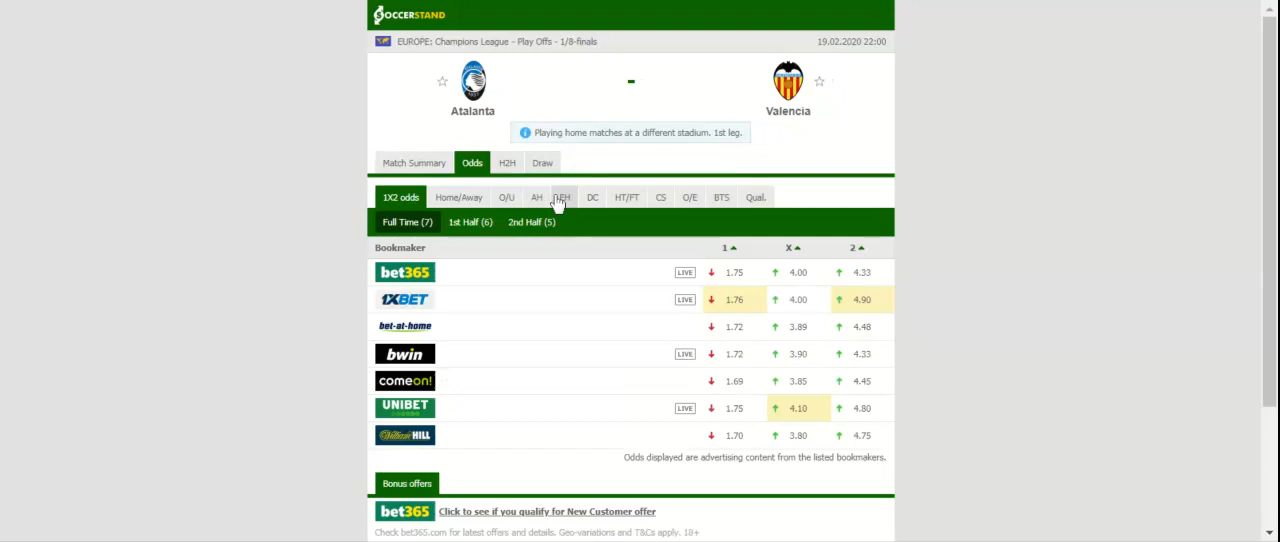 SOCCERSTAND
EUROPE: Champions League - Play Offs - 1/8-finals 19.02.2020 22:00
-
Atalanta Valencia
Playing home matches at a different stadium. 1st leg.
Match Summary Odds H2H Draw
1X2 odds Home/Away O/U AH EH DC HT/FT CS O/E BTS Qual.
Full Time (7) 1st Half (6) 2nd Half (5)
Bookmaker 1 X 2
bet365 LIVE 1.75 4.00 4.33
1XBET LIVE 1.76 4.00 4.90
bet-at-home 1.72 3.89 4.48
bwin LIVE 1.72 3.90 4.33
comeon! 1.69 3.85 4.45
UNIBET LIVE 1.75 4.10 4.80
William HILL 1.70 3.80 4.75
Odds displayed are advertising content from the listed bookmakers.
Bonus offers
bet365 Click to see if you qualify for New Customer offer
Check bet365.com for latest offers and details. Geo-variations and T&Cs apply. 18+